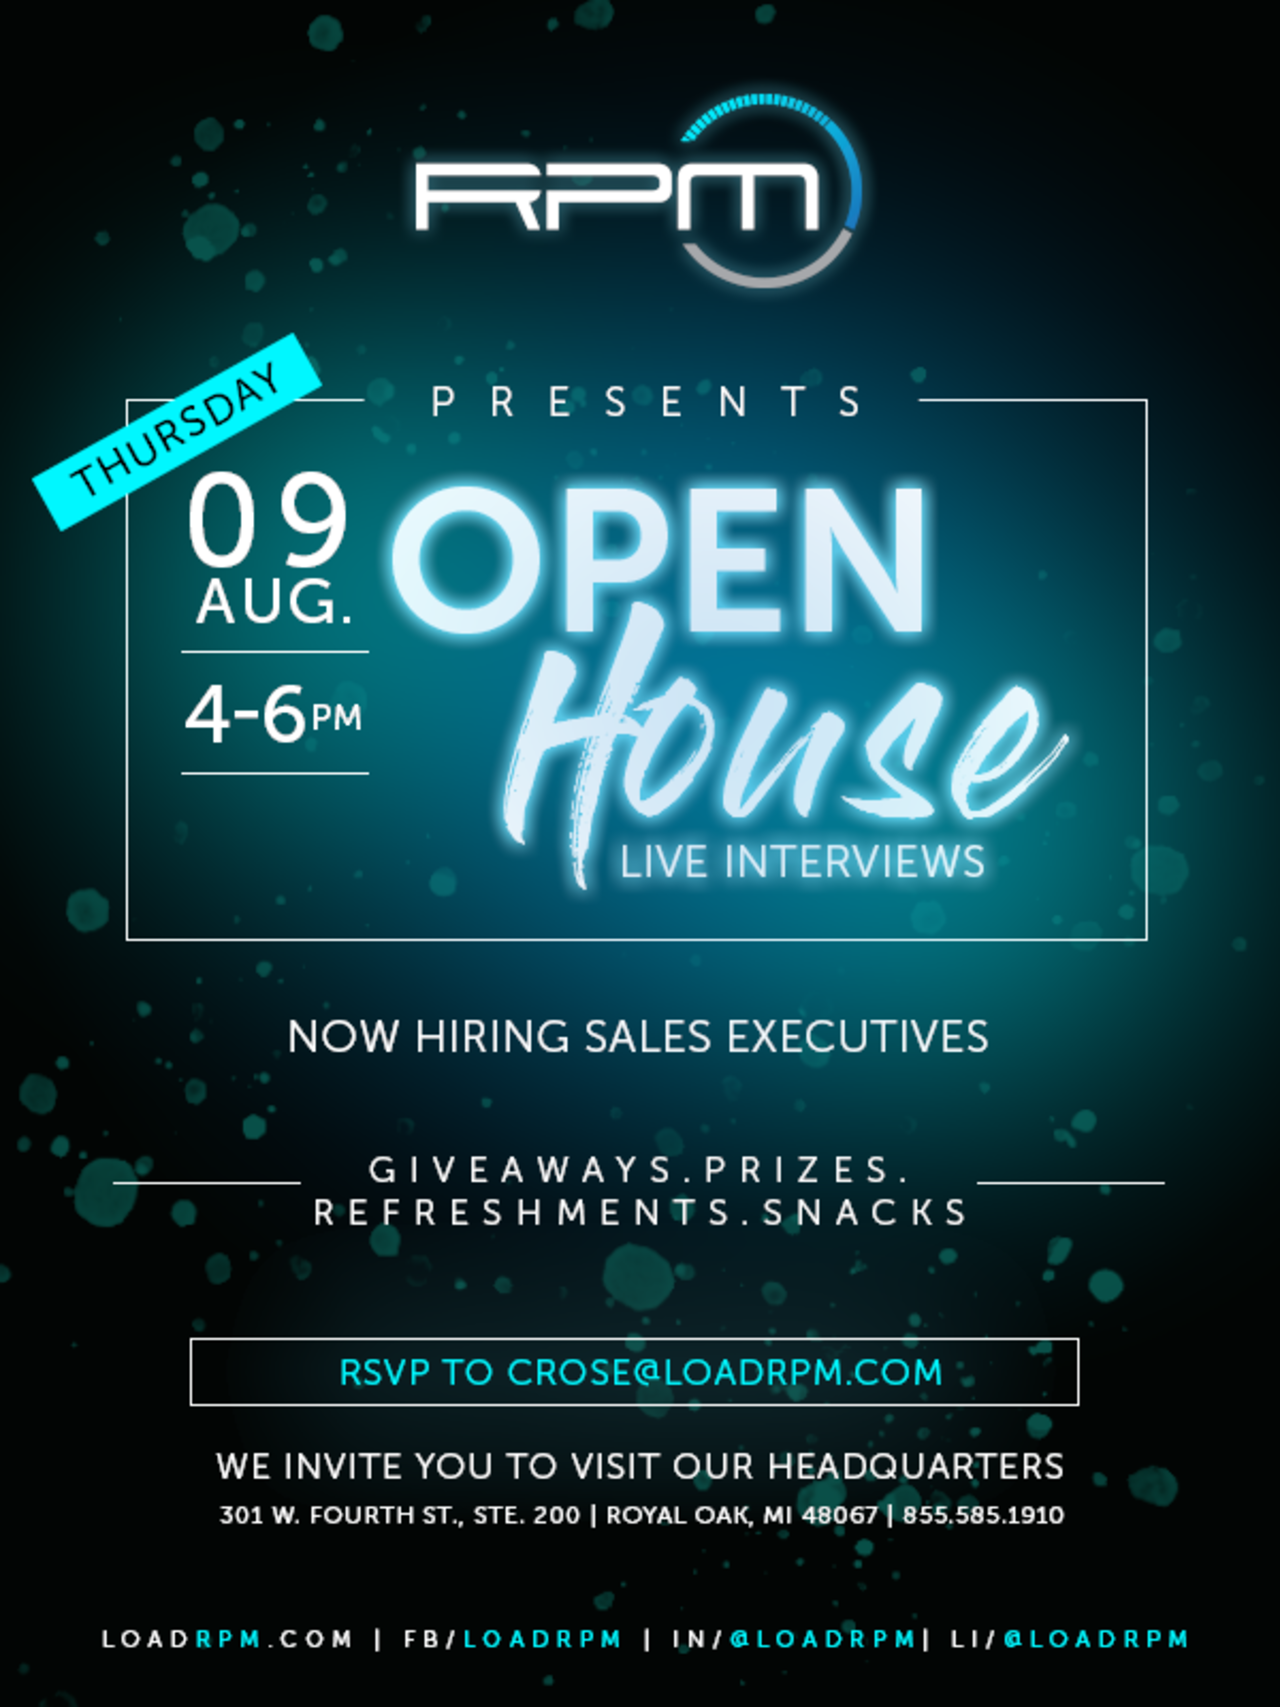 RPM
PRESENTS
THURSDAY
09
AUG.
4-6PM
OPEN
House
LIVE INTERVIEWS
NOW HIRING SALES EXECUTIVES
GIVEAWAYS.PRIZES.
REFRESHMENTS.SNACKS
RSVP TO CROSE@LOADRPM.COM
WE INVITE YOU TO VISIT OUR HEADQUARTERS
301 W. FOURTH ST., STE. 200 | ROYAL OAK, MI 48067 | 855.585.1910
LOADRPM.COM | FB/LOADRPM | IN/@LOADRPM| LI/@LOADRPM